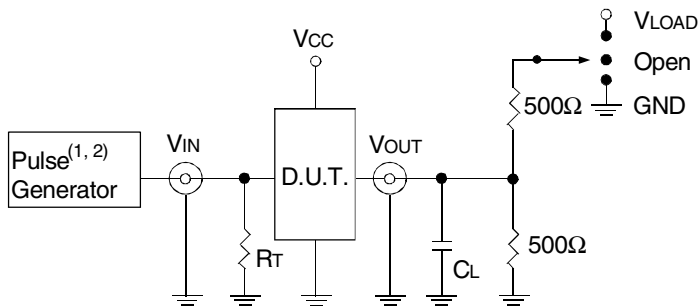 VLOAD
VCC
Open
500Ω
GND
Pulse(1, 2)
Generator
VIN
D.U.T.
VOUT
RT
CL
500Ω